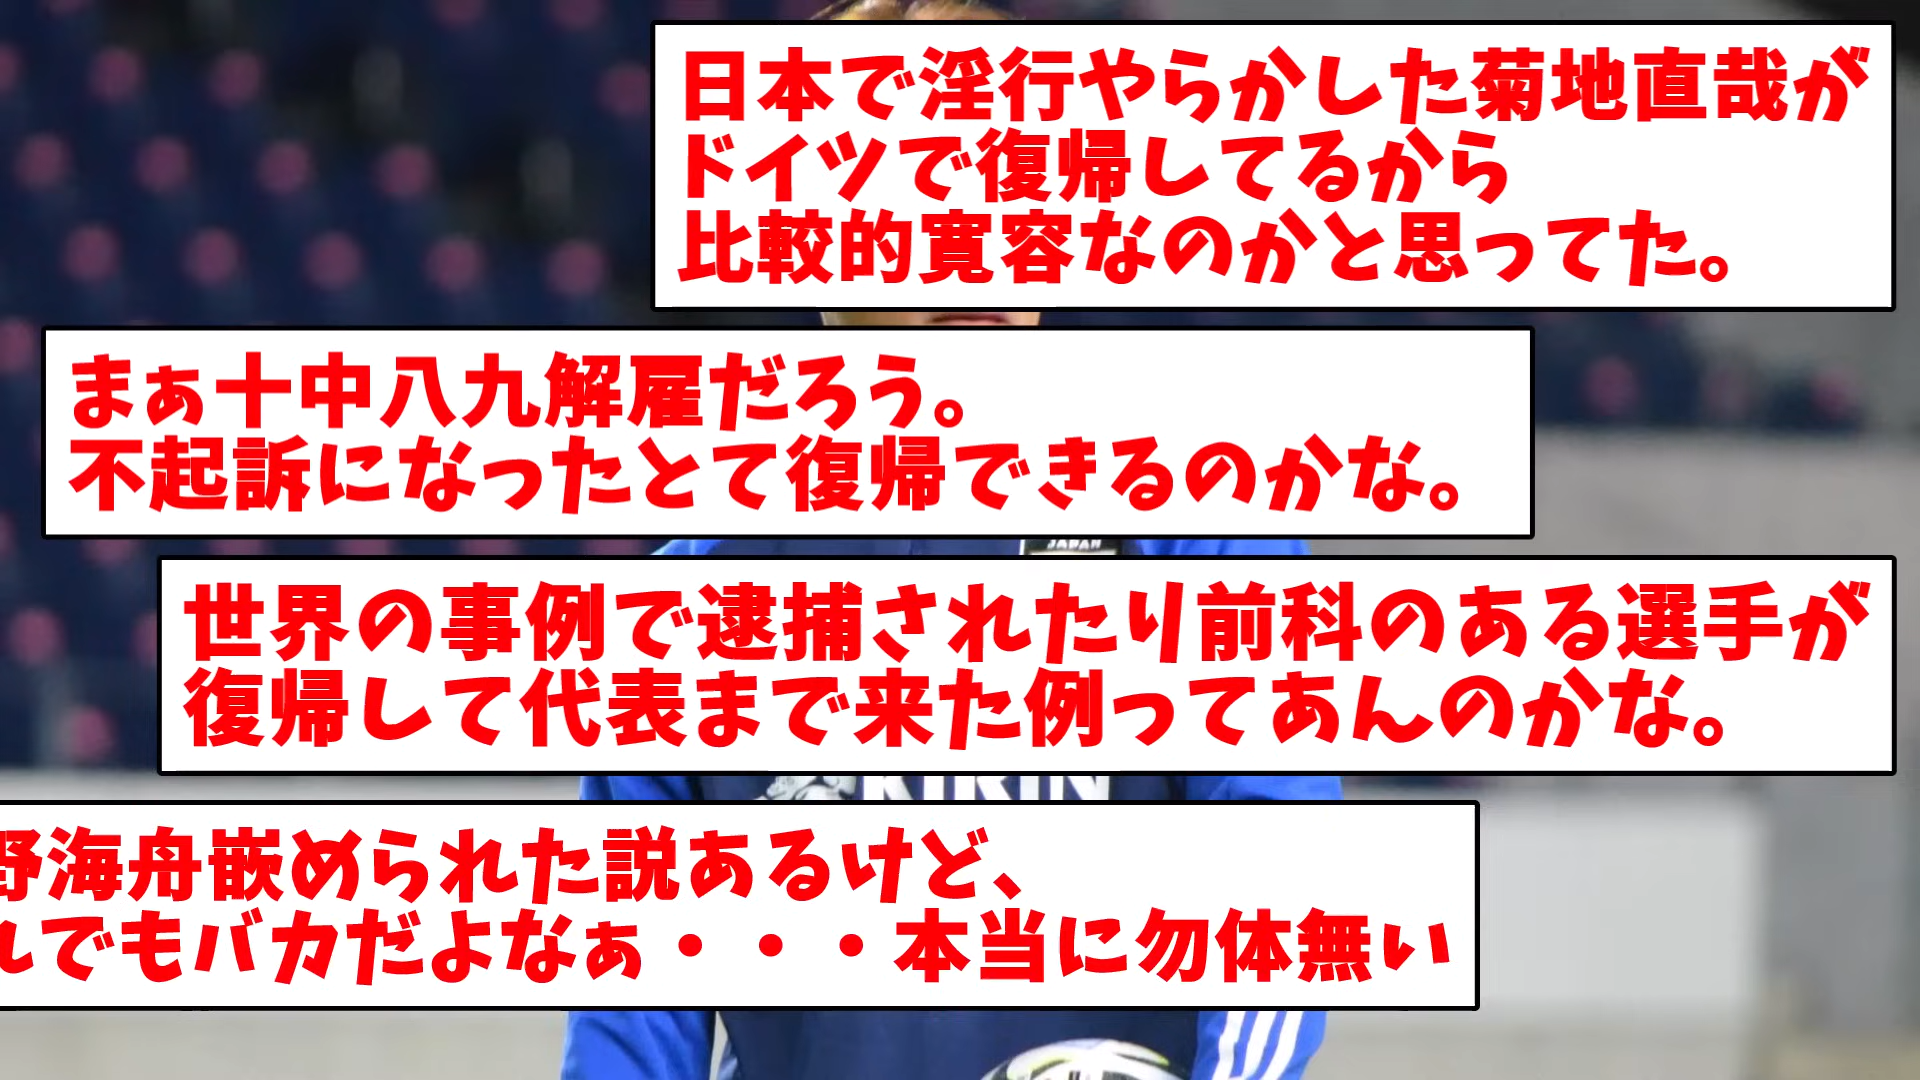 日本で淫行やらかした菊地直哉が
ドイツで復帰してるから
比較的寛容なのかと思ってた。
まぁ十中八九解雇だろう。
不起訴になったとて復帰できるのかな。
JAPAN
世界の事例で逮捕されたり前科のある選手が
復帰して代表まで来た例ってあんのかな。
KIRIN
野海舟嵌められた説あるけど、
れでもバカだよなぁ・・・本当に勿体無い